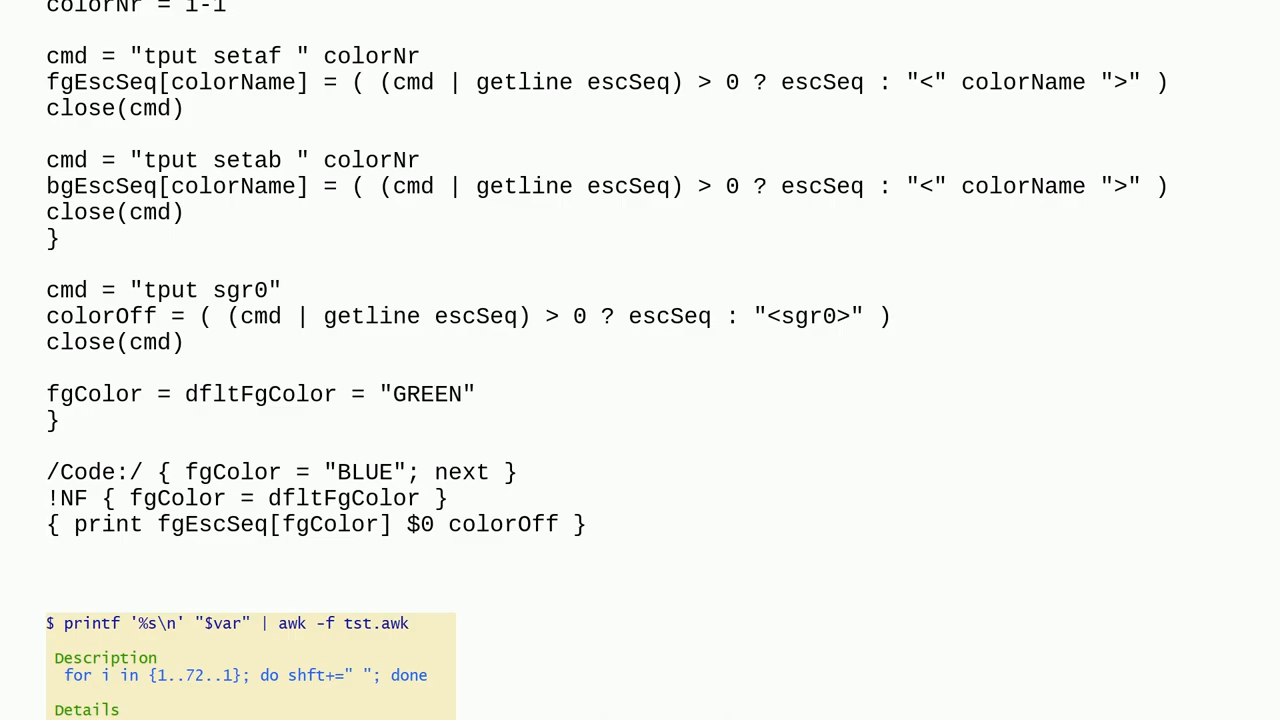 colorNr = i-1
cmd = "tput setaf " colorNr
fgEscSeq[colorName] = ( (cmd | getline escSeq) > 0 ? escSeq : "<" colorName ">" )
close(cmd)
cmd = "tput setab " colorNr
bgEscSeq[colorName] = ( (cmd | getline escSeq) > 0 ? escSeq : "<" colorName ">" )
close(cmd)
}
cmd = "tput sgr0"
colorOff = ( (cmd | getline escSeq) > 0 ? escSeq : "<sgr0>" )
close(cmd)
fgColor = dfltFgColor = "GREEN"
}
/Code:/ { fgColor = "BLUE"; next }
!NF { fgColor = dfltFgColor }
{ print fgEscSeq[fgColor] $0 colorOff }
$ printf '%s\n' "$var" | awk -f tst.awk
Description
for i in {1..72..1}; do shft+=" "; done
Details